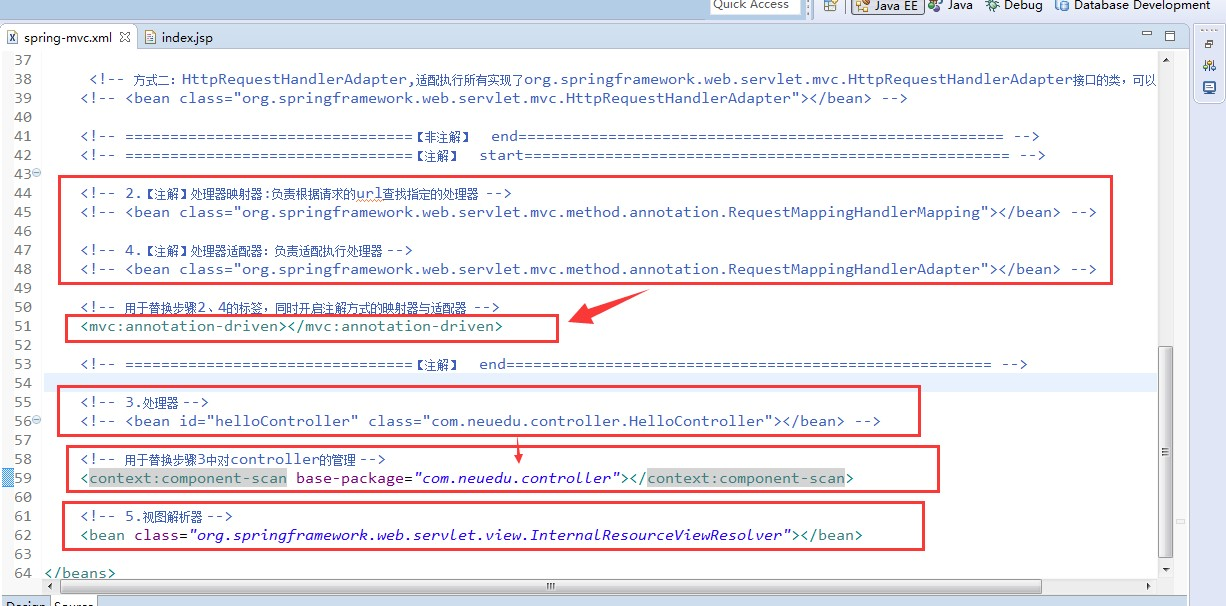 Quick Access
Java EE
Java
Debug
Database Development
spring-mvc.xml
index.jsp
37
38 <!-- 方式二：HttpRequestHandlerAdapter,适配执行所有实现了org.springframework.web.servlet.mvc.HttpRequestHandlerAdapter接口的类，可以
39 <!-- <bean class="org.springframework.web.servlet.mvc.HttpRequestHandlerAdapter"></bean> -->
40
41 <!-- ==============================【非注解】 end=================================================== -->
42 <!-- ==============================【注解】 start=================================================== -->
43
44 <!-- 2.【注解】处理器映射器:负责根据请求的url查找指定的处理器 -->
45 <!-- <bean class="org.springframework.web.servlet.mvc.method.annotation.RequestMappingHandlerMapping"></bean> -->
46
47 <!-- 4.【注解】处理器适配器：负责适配执行处理器 -->
48 <!-- <bean class="org.springframework.web.servlet.mvc.method.annotation.RequestMappingHandlerAdapter"></bean> -->
49
50 <!-- 用于替换步骤2、4的标签，同时开启注解方式的映射器与适配器 -->
51 <mvc:annotation-driven></mvc:annotation-driven>
52
53 <!-- ==============================【注解】 end=================================================== -->
54
55 <!-- 3.处理器 -->
56 <!-- <bean id="helloController" class="com.neuedu.controller.HelloController"></bean> -->
57
58 <!-- 用于替换步骤3中对controller的管理 -->
59 <context:component-scan base-package="com.neuedu.controller"></context:component-scan>
60
61 <!-- 5.视图解析器 -->
62 <bean class="org.springframework.web.servlet.view.InternalResourceViewResolver"></bean>
63
64 </beans>
Design Source